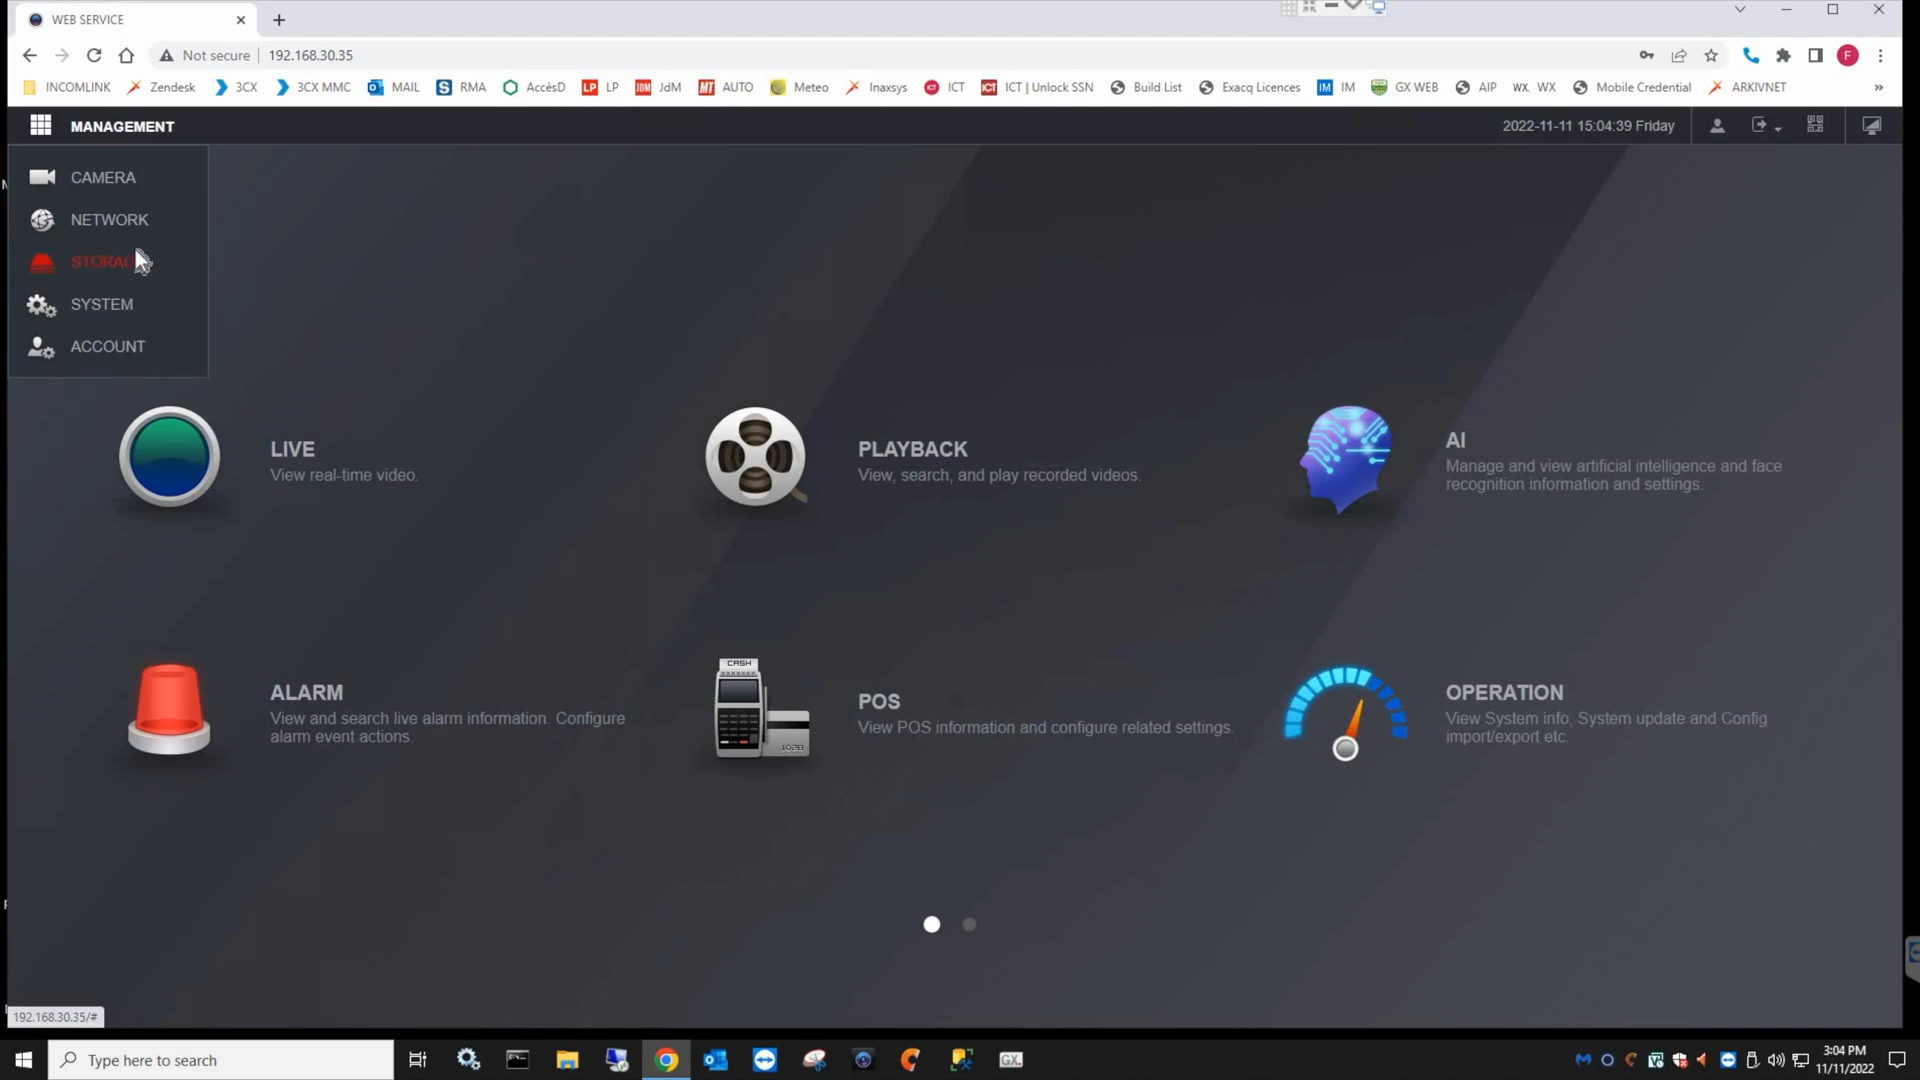 WEB SERVICE
Not secure 192.168.30.35
INCOMLINK Zendesk 3CX 3CX MMC MAIL RMA AccèsD LP JdM AUTO Meteo Inaxsys ICT ICT | Unlock SSN Build List Exacq Licences IM GX WEB AIP WX WX. Mobile Credential ARKIVNET »
MANAGEMENT
2022-11-11 15:04:39 Friday
CAMERA
NETWORK
SYSTEM
ACCOUNT
LIVE
View real-time video.
PLAYBACK
View, search, and play recorded videos.
AI
Manage and view artificial intelligence and face
recognition information and settings.
ALARM
View and search live alarm information. Configure
alarm event actions.
CASH
POS
View POS information and configure related settings.
OPERATION
View System info, System update and Config
import/export etc.
192.168.30.35/#
Type here to search
GX.
3:04 PM
11/11/2022